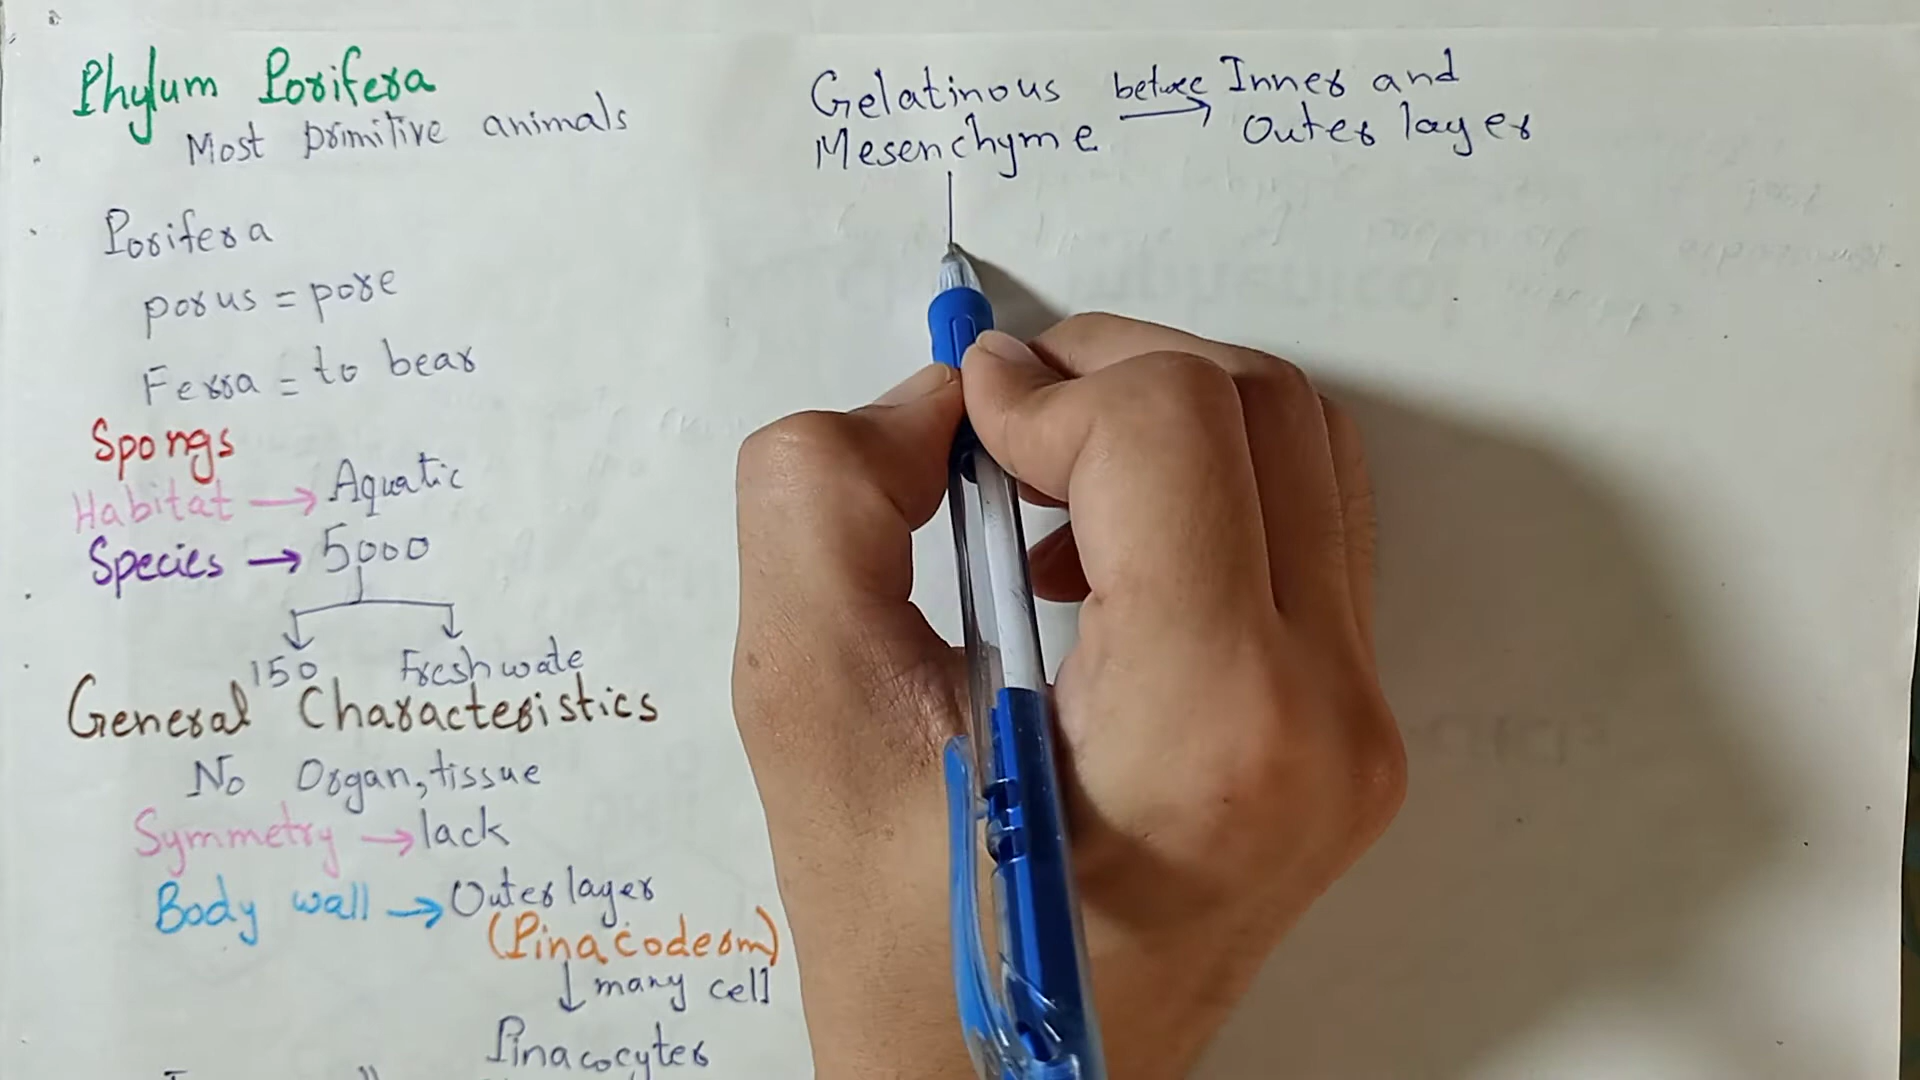 Phylum Porifera
Most primitive animals
Porifera
porus = pore
Ferra = to bear
Spongs
Habitat → Aquatic
Species → 5000
150 Freshwate
General Characteristics
No Organ, tissue
Symmetry → lack
Body wall → Outer layer
(Pinacoderm)
↓ many cell
Pinacocytes
Gelatinous
Mesenchyme
→ Inner and
Outer layer